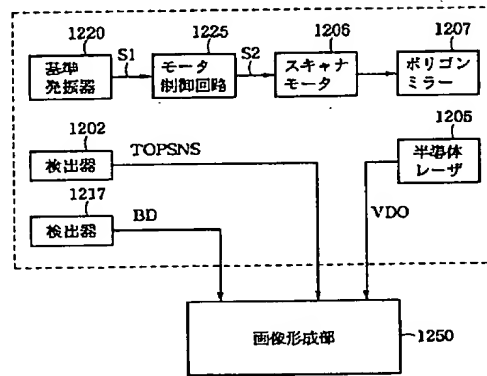 1220
1225
1206
1207
S1
S2
基準
発振器
モータ
制御回路
スキャナ
モータ
ポリゴン
ミラー
1202
TOPSNS
1205
検出器
半導体
レーザ
1217
BD
VDO
検出器
画像形成部
1250